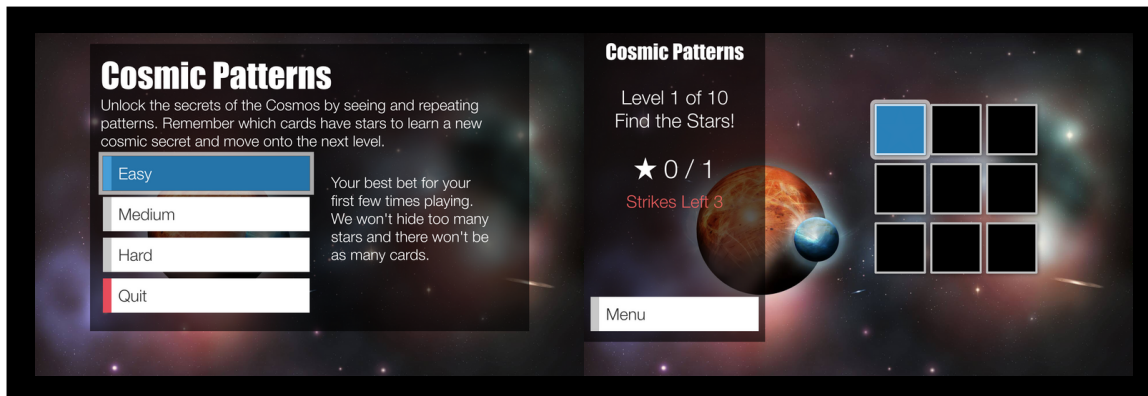 Cosmic Patterns
Unlock the secrets of the Cosmos by seeing and repeating
patterns. Remember which cards have stars to learn a new
cosmic secret and move onto the next level.
Easy
Medium
Hard
Quit
Your best bet for your
first few times playing.
We won't hide too many
stars and there won't be
as many cards.
Cosmic Patterns
Level 1 of 10
Find the Stars!
★ 0 / 1
Strikes Left 3
Menu